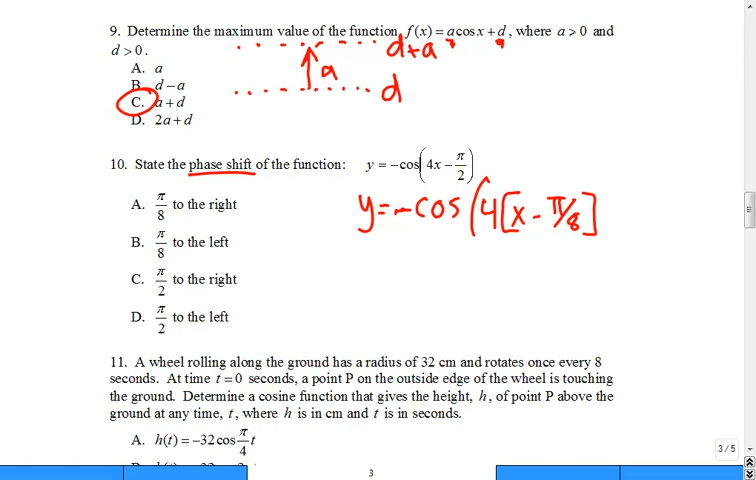 9. Determine the maximum value of the function f(x) = a cos x + d, where a > 0 and
d > 0.
d+a
A. a
a
B. d − a
d
C. a + d
D. 2a + d
10. State the phase shift of the function: y = −cos(4x − π/2)
A. π/8 to the right
y = −cos(4[x − π/8]
B. π/8 to the left
C. π/2 to the right
D. π/2 to the left
11. A wheel rolling along the ground has a radius of 32 cm and rotates once every 8
seconds. At time t = 0 seconds, a point P on the outside edge of the wheel is touching
the ground. Determine a cosine function that gives the height, h, of point P above the
ground at any time, t, where h is in cm and t is in seconds.
A. h(t) = −32 cos π/4 t
3 / 5
3